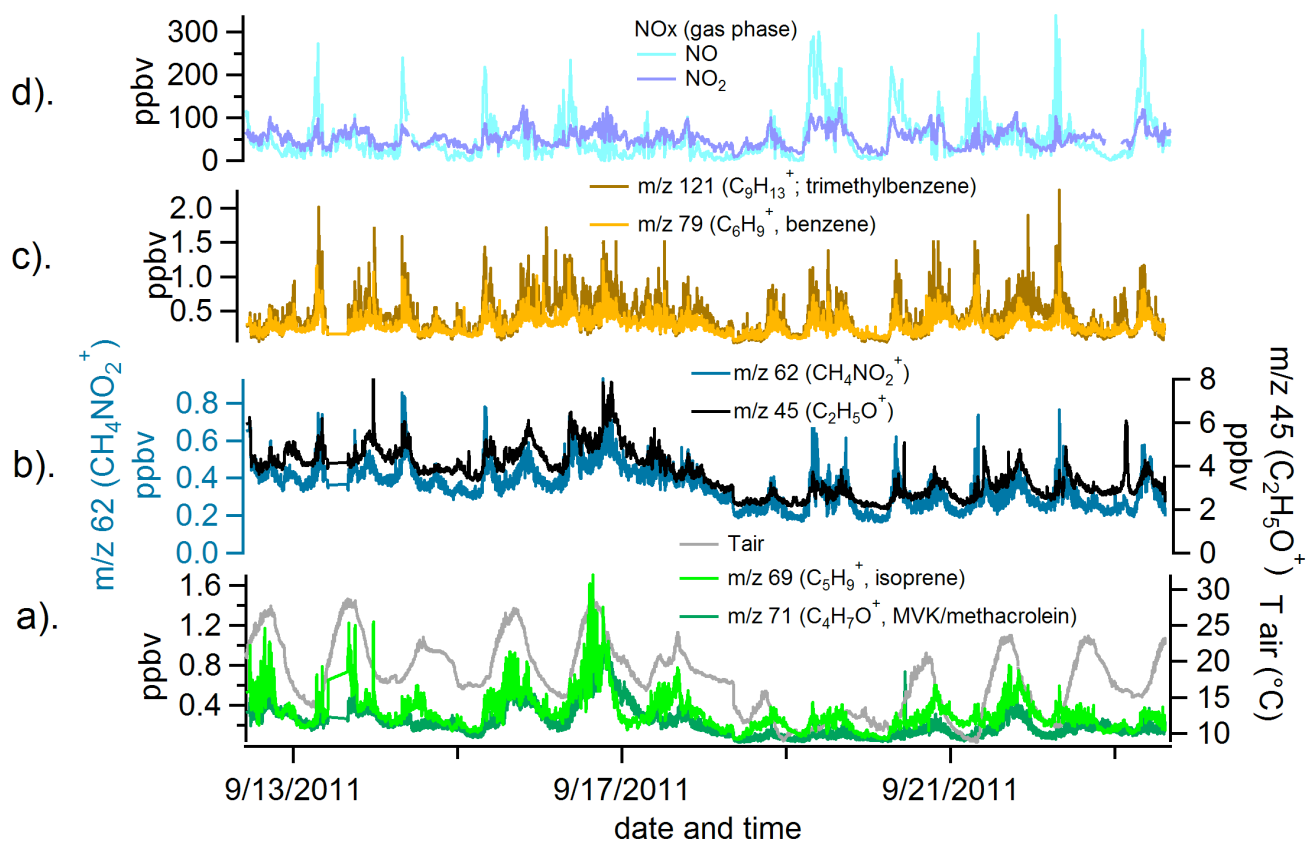 d).
ppbv
300
200
100
0
NOx (gas phase)
NO
NO₂
c).
ppbv
2.0
1.5
1.0
0.5
m/z 121 (C₉H₁₃⁺; trimethylbenzene)
m/z 79 (C₆H₉⁺, benzene)
b).
m/z 62 (CH₄NO₂⁺)
ppbv
0.8
0.6
0.4
0.2
0.0
m/z 62 (CH₄NO₂⁺)
m/z 45 (C₂H₅O⁺)
8
6
4
2
0
ppbv
m/z 45 (C₂H₅O⁺)
a).
ppbv
1.6
1.2
0.8
0.4
Tair
m/z 69 (C₅H₉⁺, isoprene)
m/z 71 (C₄H₇O⁺, MVK/methacrolein)
30
25
20
15
10
T air (°C)
9/13/2011
9/17/2011
9/21/2011
date and time